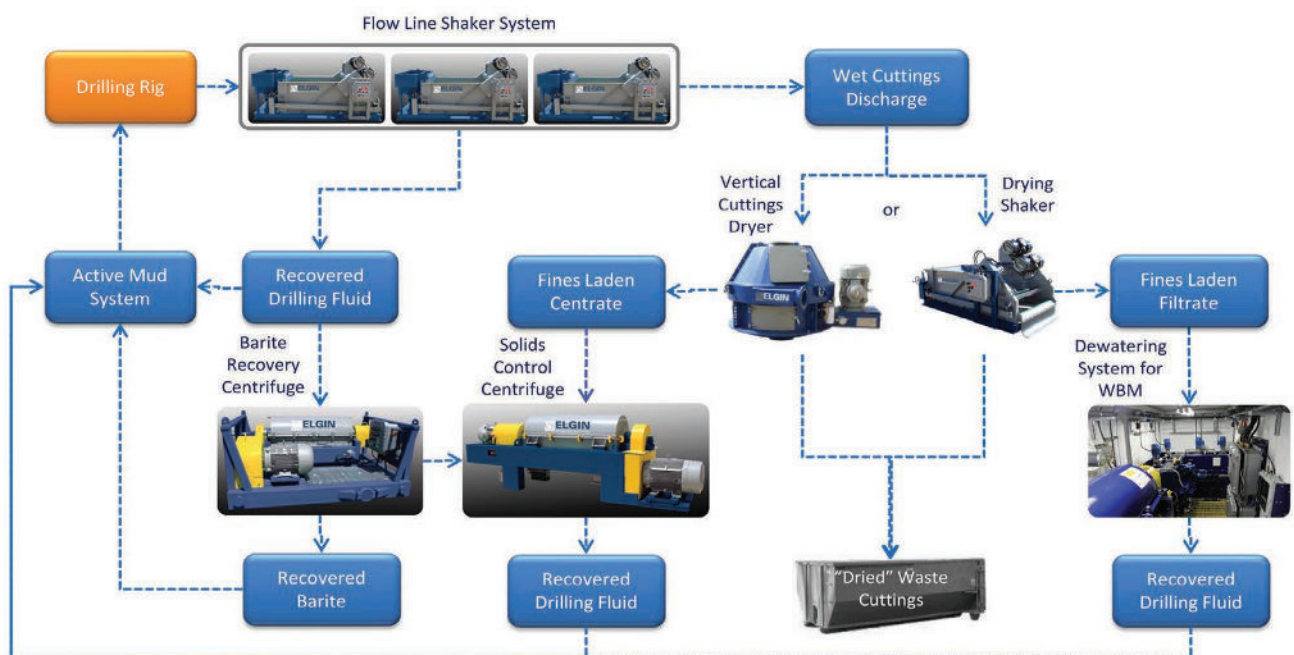 Flow Line Shaker System
Drilling Rig
ELGIN
ELGIN
ELGIN
Wet Cuttings
Discharge
Vertical
Cuttings
Dryer
or
Drying
Shaker
Active Mud
System
Recovered
Drilling Fluid
Fines Laden
Centrate
ELGIN
Fines Laden
Filtrate
Barite
Recovery
Centrifuge
Solids
Control
Centrifuge
Dewatering
System for
WBM
ELGIN
ELGIN
Recovered
Barite
Recovered
Drilling Fluid
"Dried" Waste
Cuttings
Recovered
Drilling Fluid